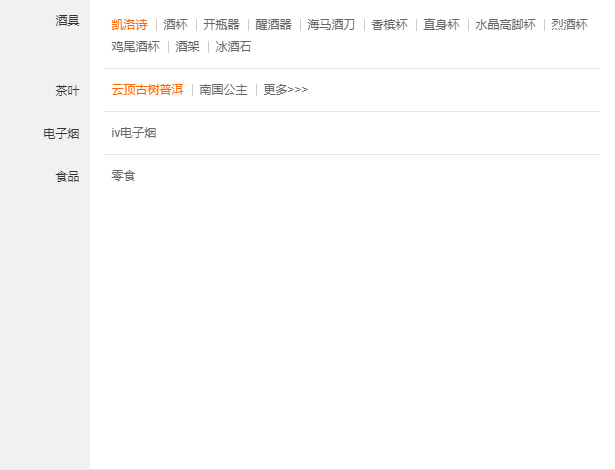 酒具
凯洛诗 酒杯 开瓶器 醒酒器 海马酒刀 香槟杯 直身杯 水晶高脚杯 烈酒杯
鸡尾酒杯 酒架 冰酒石
茶叶
云顶古树普洱 南国公主 更多>>>
电子烟
iv电子烟
食品
零食